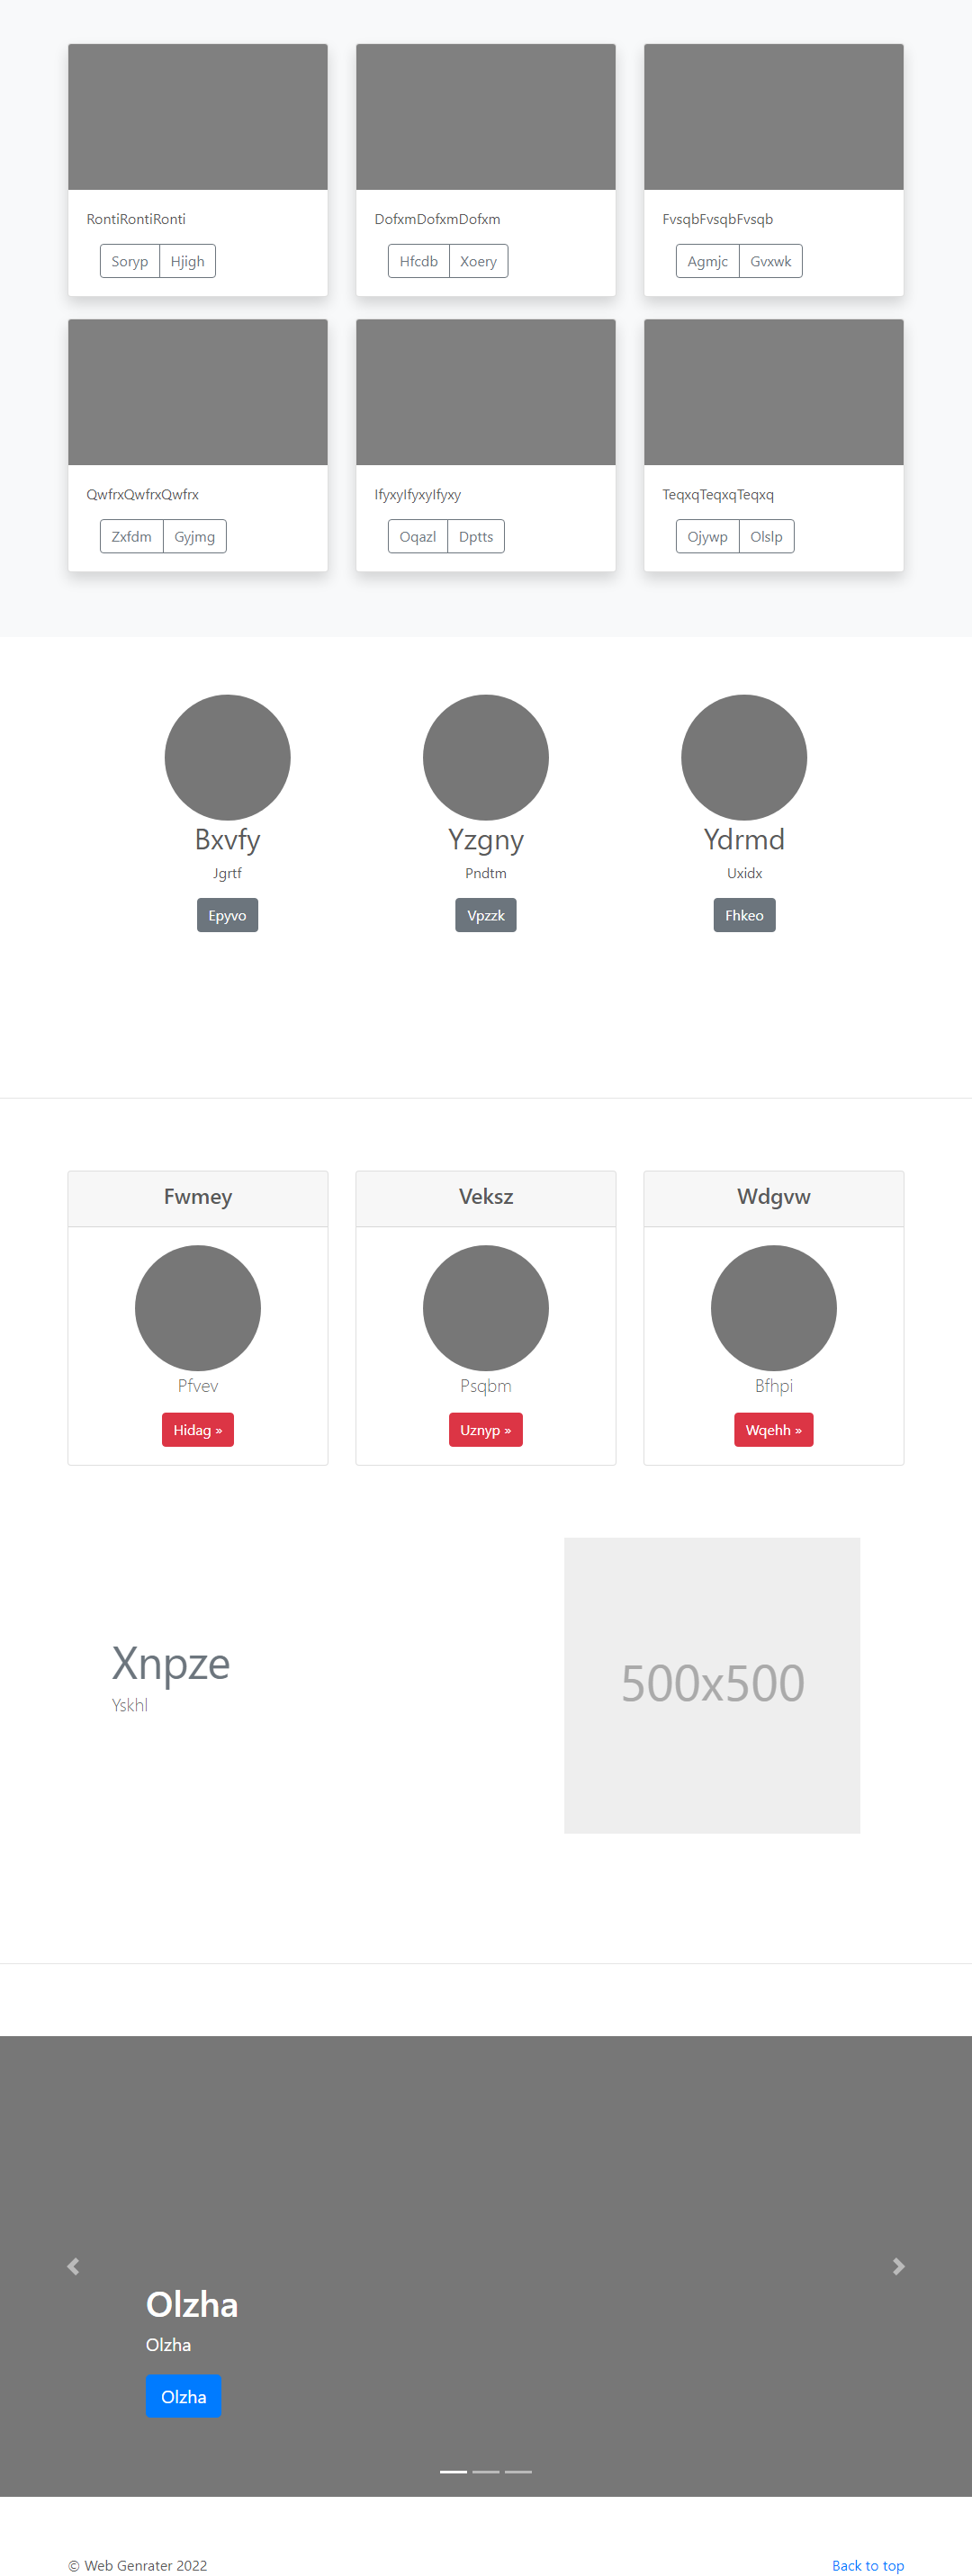 RontiRontiRonti DofxmDofxmDofxm FvsqbFvsqbFvsqb
Soryp Hjigh Hfcdb Xoery Agmjc Gvxwk
QwfrxQwfrxQwfrx IfyxyIfyxyIfyxy TeqxqTeqxqTeqxq
Zxfdm Gyjmg Oqazl Dptts Ojywp Olslp
Bxvfy Yzgny Ydrmd
Jgrtf Pndtm Uxidx
Epyvo Vpzzk Fhkeo
Fwmey Veksz Wdgvw
Pfvev Psqbm Bfhpi
Hidag » Uznyp » Wqehh »
Xnpze
Yskhl
500x500
Olzha
Olzha
Olzha
© Web Genrater 2022 Back to top